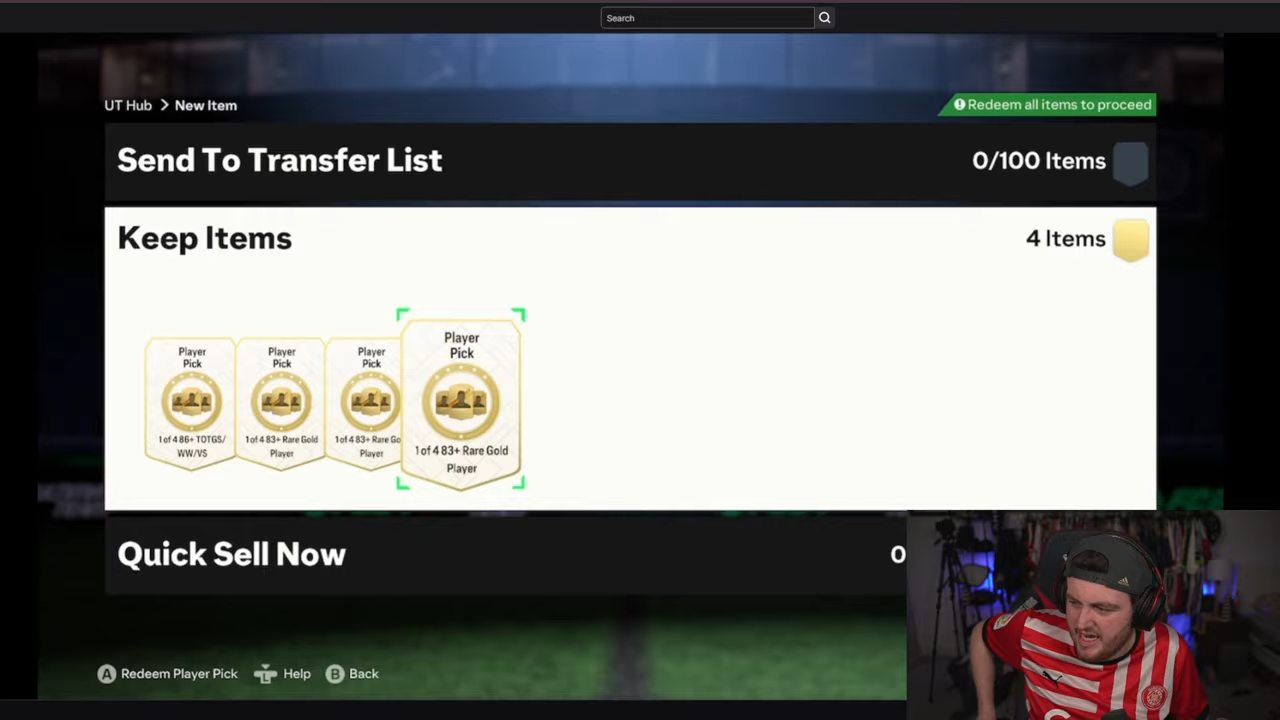 Search
UT Hub > New Item
Redeem all items to proceed
Send To Transfer List
0/100 Items
Keep Items
4 Items
Player
Pick
1 of 4 86+ TOTGS/
WW/VS
Player
Pick
1 of 4 83+ Rare Gold
Player
Player
Pick
1 of 4 83+ Rare Go
Player
Player
Pick
1 of 4 83+ Rare Gold
Player
Quick Sell Now
0
A Redeem Player Pick
L Help
B Back